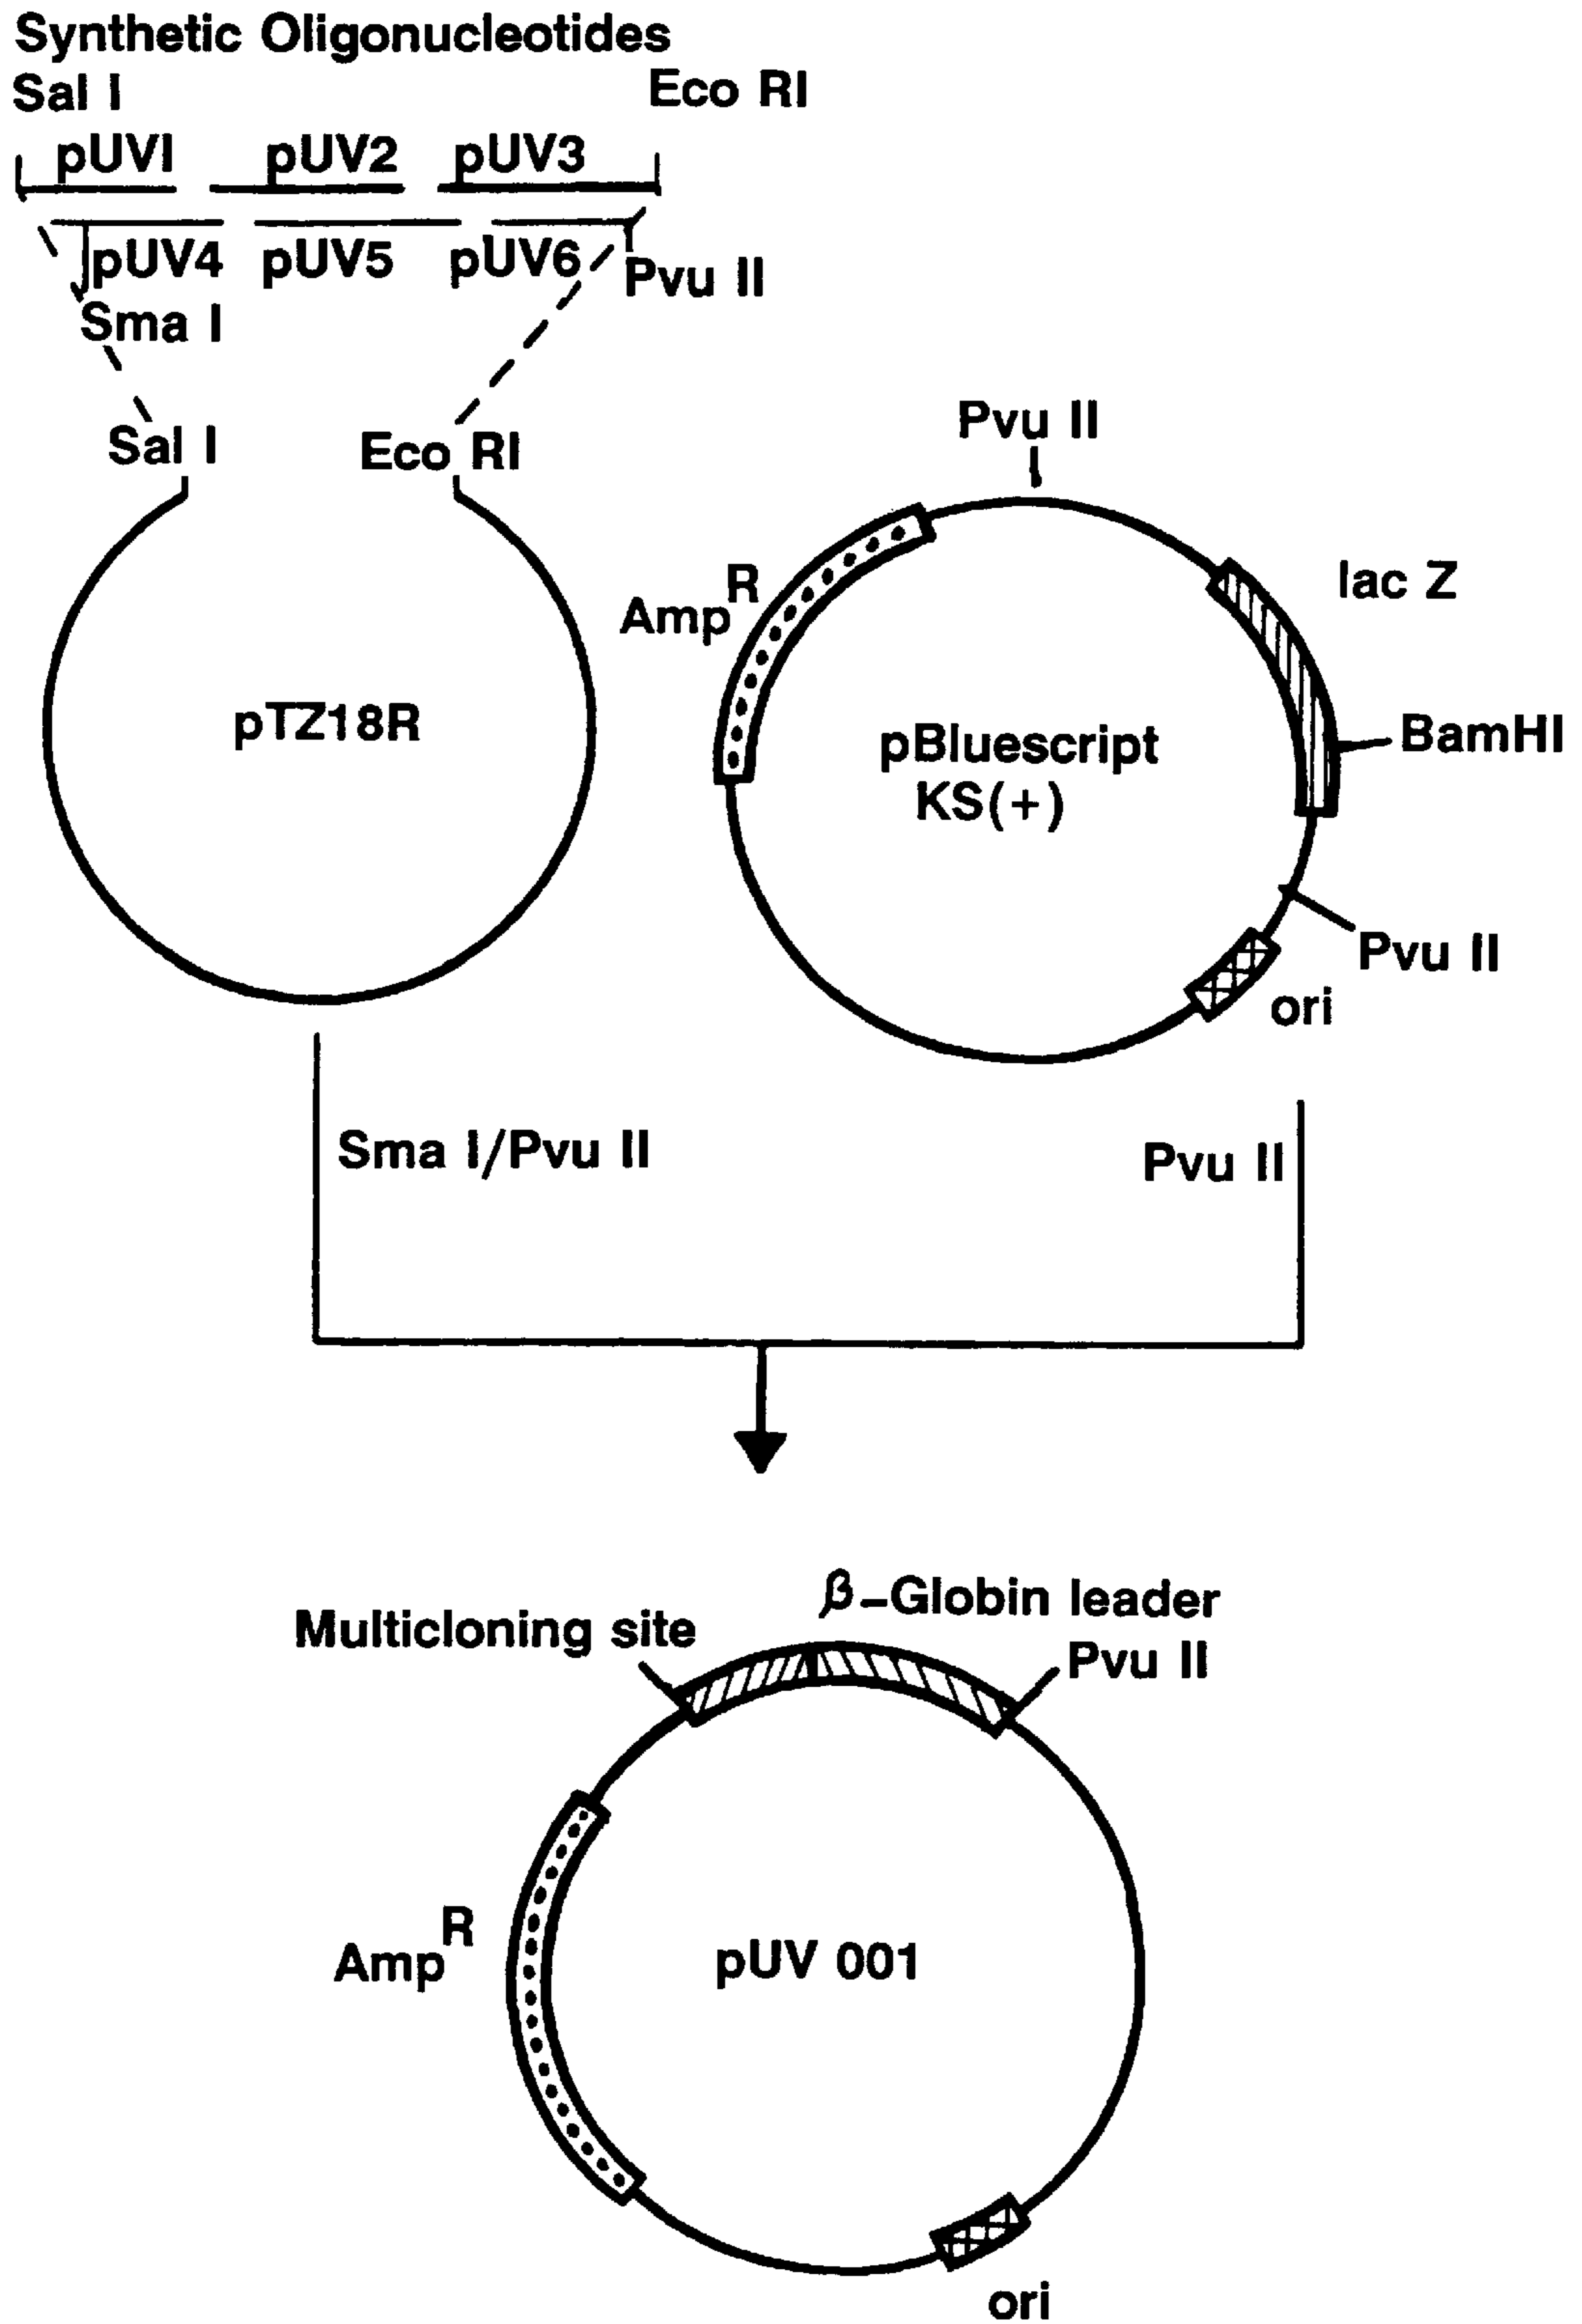 Synthetic Oligonucleotides
Sal I Eco RI
pUVI pUV2 pUV3
pUV4 pUV5 pUV6 Pvu II
Sma I
Sal I Eco RI
Pvu II
Amp R
lac Z
pTZ18R
pBluescript
KS(+)
BamHI
Pvu II
ori
Sma I/Pvu II
Pvu II
β-Globin leader
Multicloning site
Pvu II
Amp R
pUV 001
ori